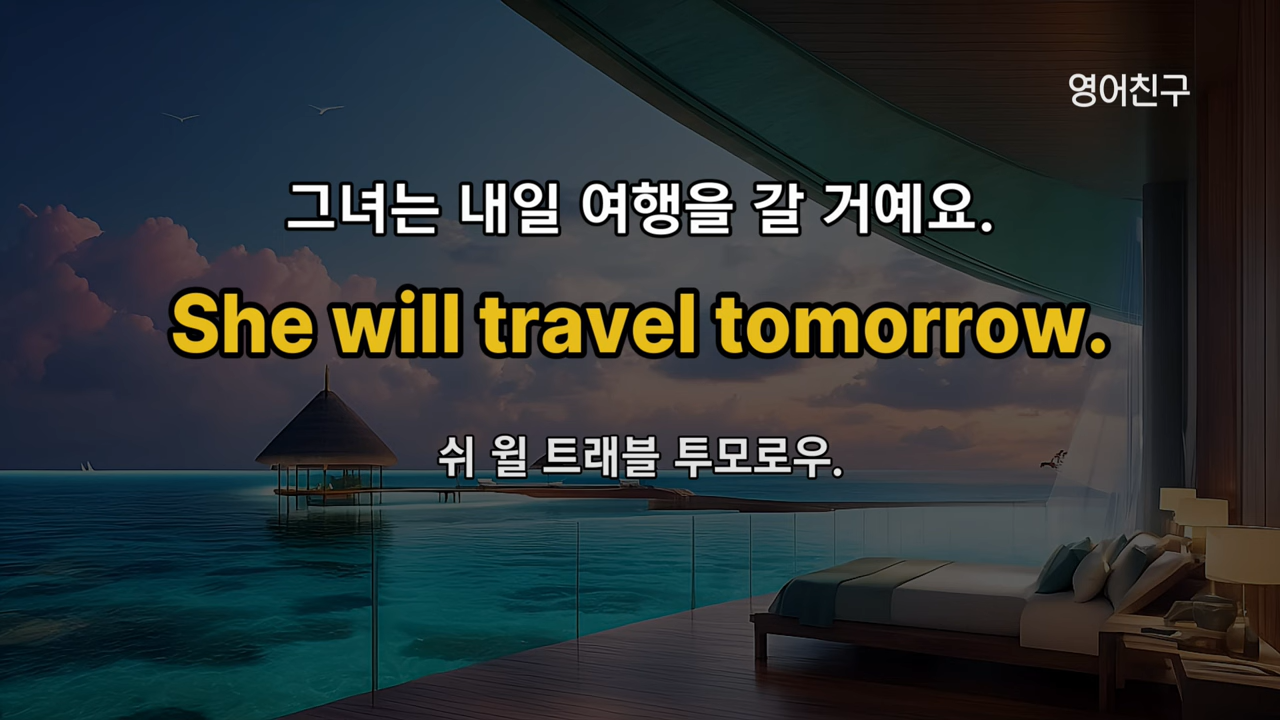 영어친구
그녀는 내일 여행을 갈 거예요.
She will travel tomorrow.
쉬 윌 트래블 투모로우.